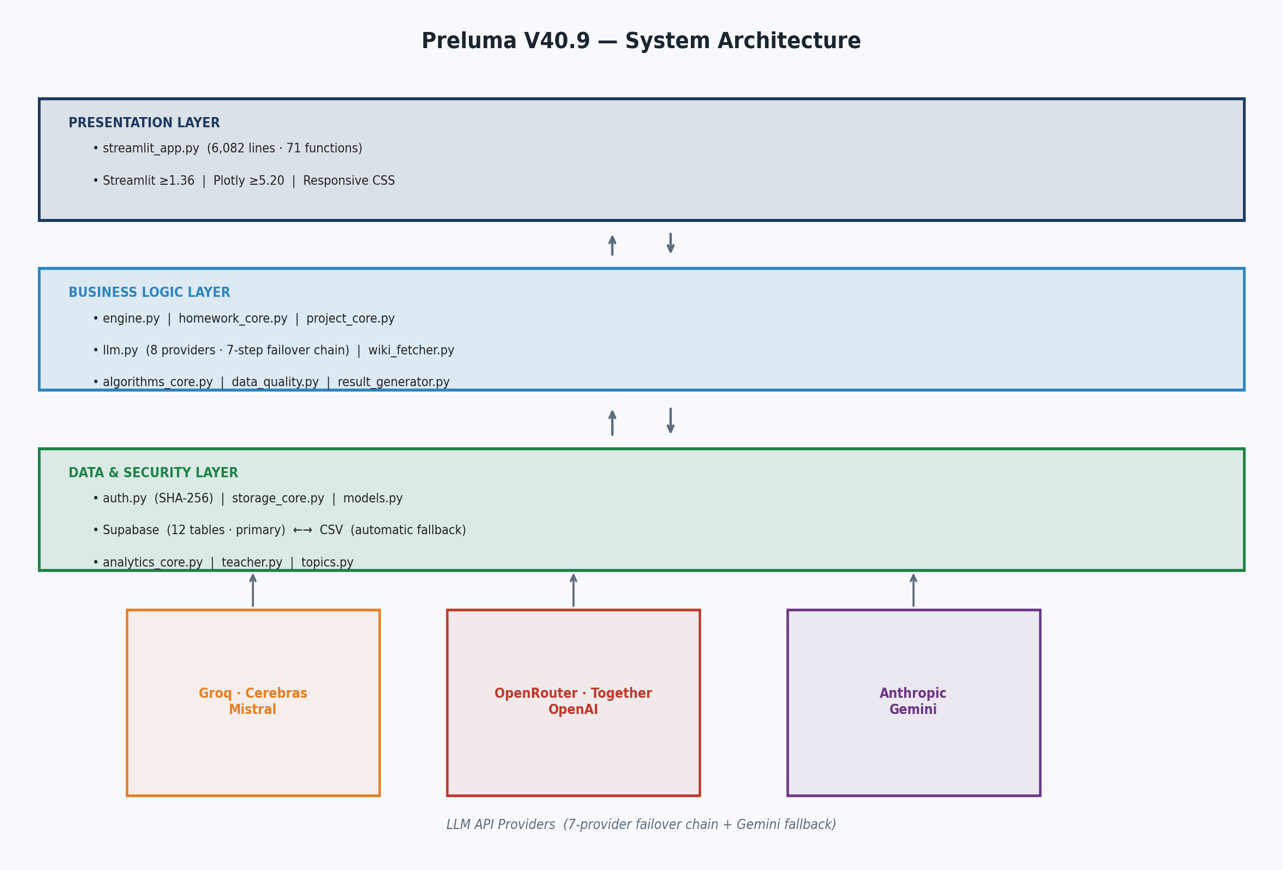 Preluma V40.9 — System Architecture
PRESENTATION LAYER
• streamlit_app.py (6,082 lines · 71 functions)
• Streamlit ≥1.36 | Plotly ≥5.20 | Responsive CSS
BUSINESS LOGIC LAYER
• engine.py | homework_core.py | project_core.py
• llm.py (8 providers · 7-step failover chain) | wiki_fetcher.py
• algorithms_core.py | data_quality.py | result_generator.py
DATA & SECURITY LAYER
• auth.py (SHA-256) | storage_core.py | models.py
• Supabase (12 tables · primary) ←→ CSV (automatic fallback)
• analytics_core.py | teacher.py | topics.py
Groq · Cerebras
Mistral
OpenRouter · Together
OpenAI
Anthropic
Gemini
LLM API Providers (7-provider failover chain + Gemini fallback)